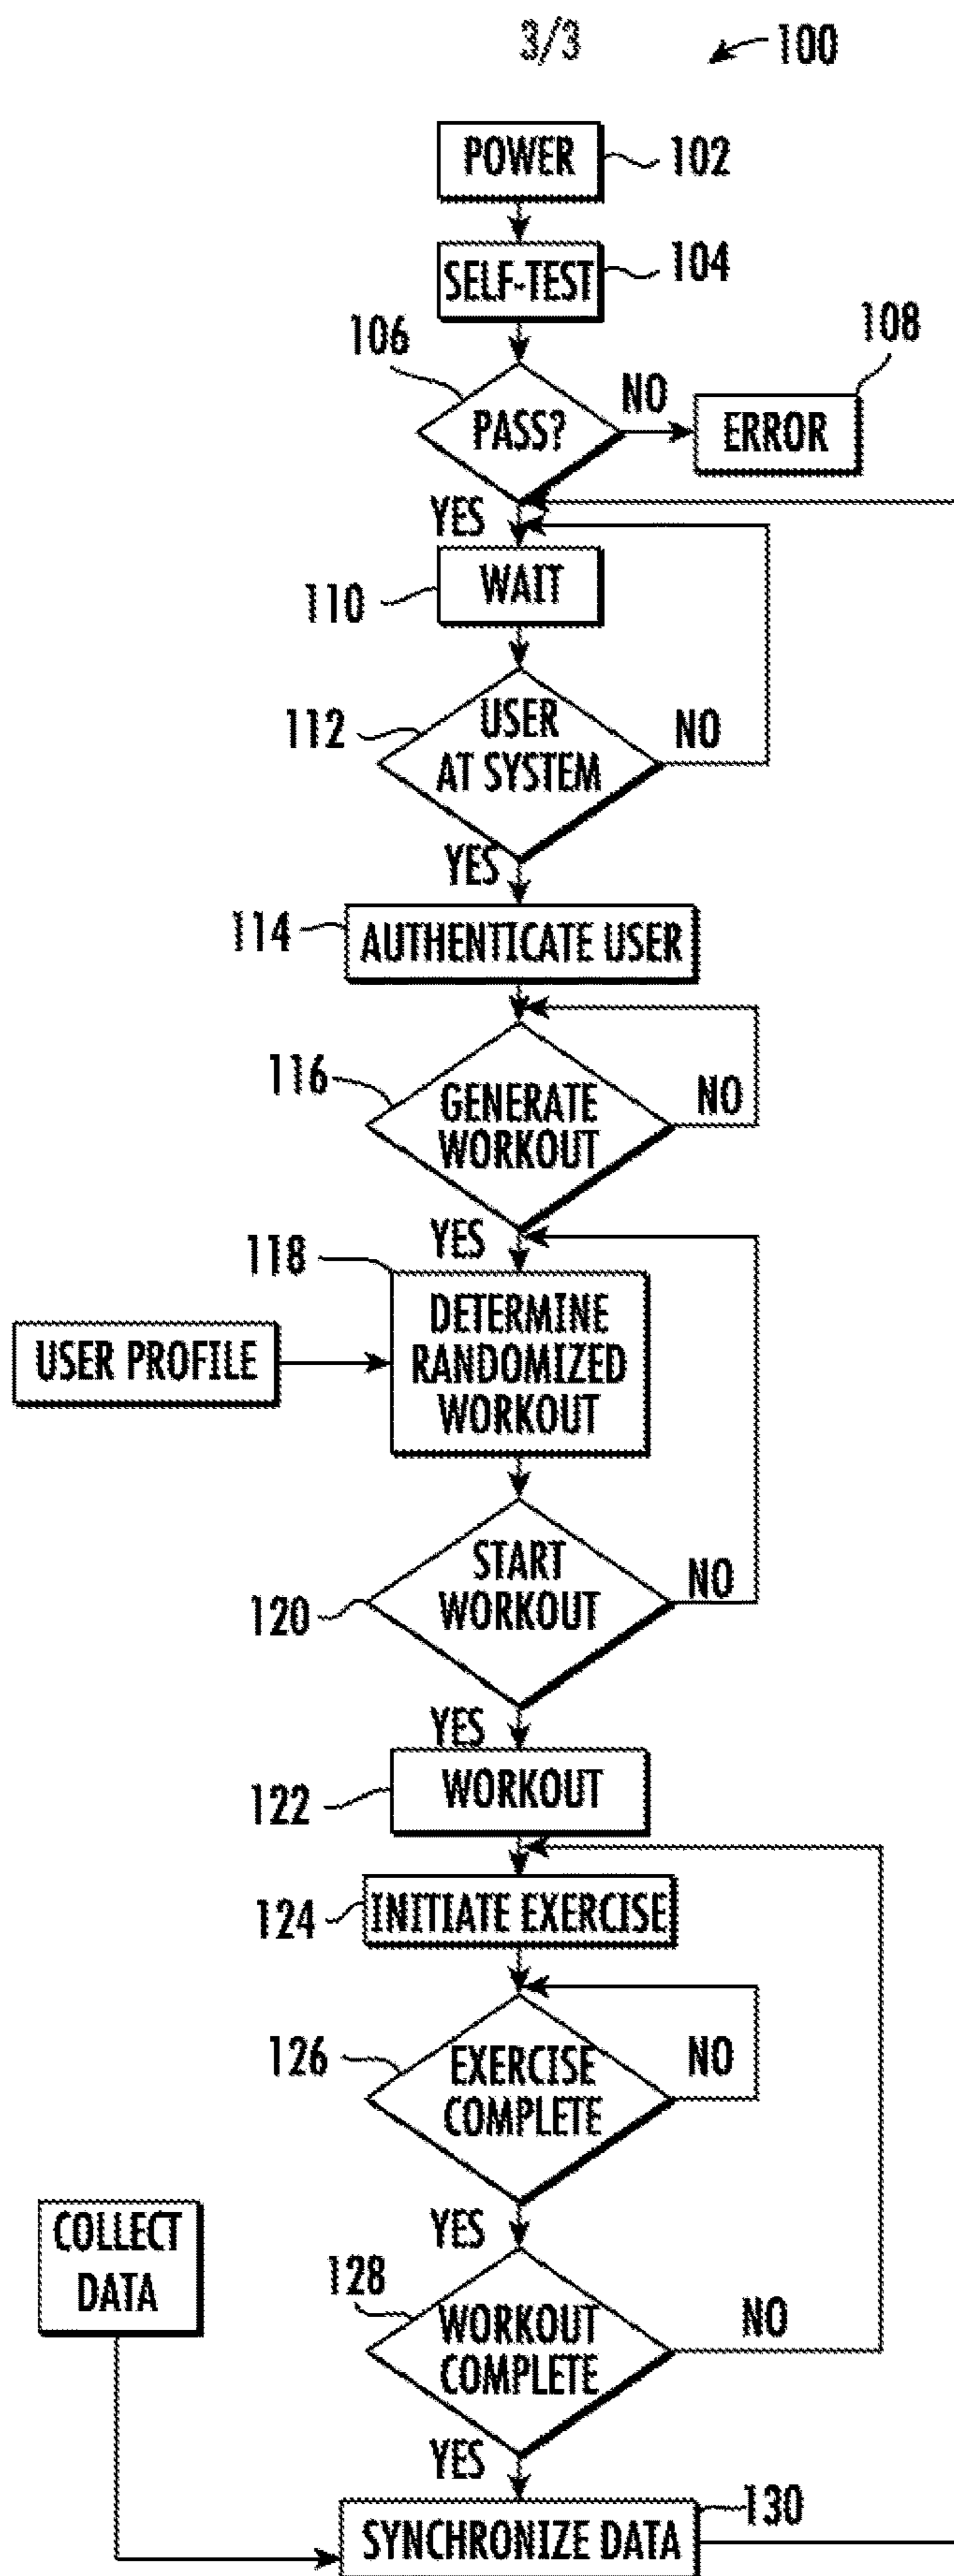 3/3
100
POWER
102
SELF-TEST
104
106
108
PASS?
NO
ERROR
YES
WAIT
110
USER
AT SYSTEM
112
NO
YES
114
AUTHENTICATE USER
116
GENERATE
WORKOUT
NO
YES
118
DETERMINE
RANDOMIZED
WORKOUT
USER PROFILE
START
WORKOUT
NO
120
YES
WORKOUT
122
INITIATE EXERCISE
124
126
EXERCISE
COMPLETE
NO
YES
COLLECT
DATA
128
WORKOUT
COMPLETE
NO
YES
SYNCHRONIZE DATA
130